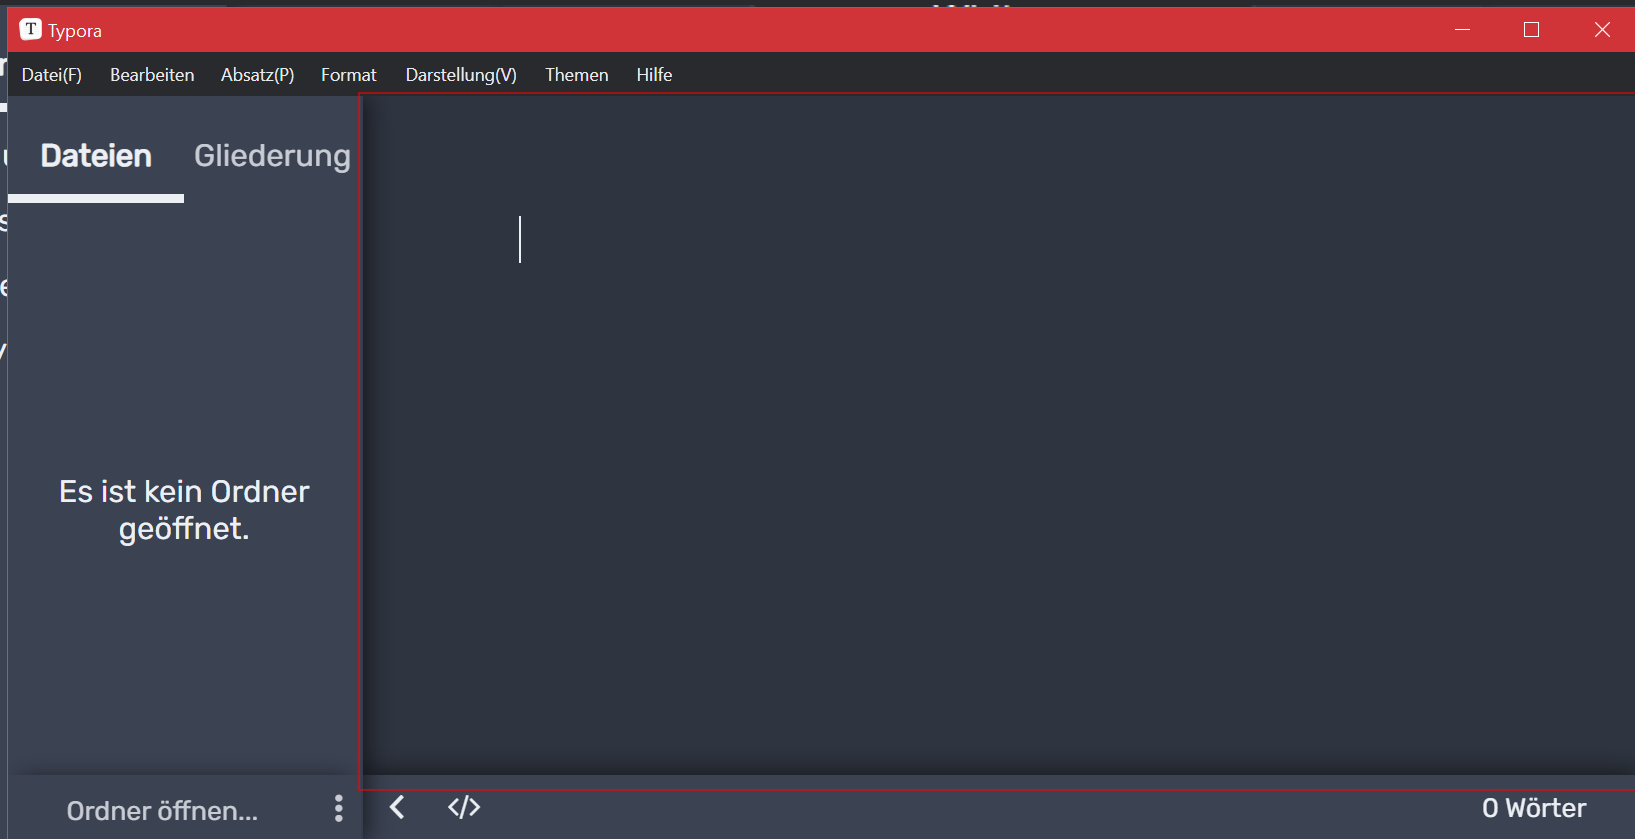 Typora
Datei(F) Bearbeiten Absatz(P) Format Darstellung(V) Themen Hilfe
Dateien Gliederung
Es ist kein Ordner
geöffnet.
Ordner öffnen... </> 0 Wörter